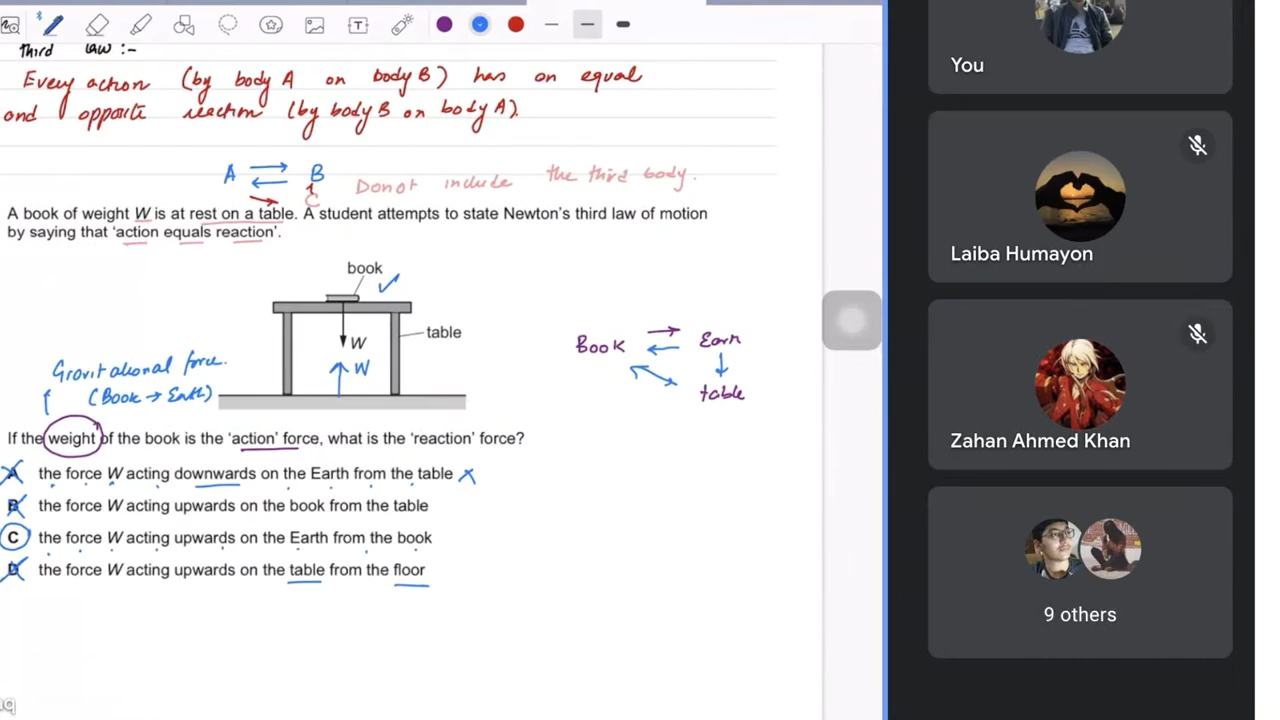 third law :-
Every action (by body A on body B) has an equal
and opposite reaction (by body B on body A).
A B
C
Donot include the third body.
A book of weight W is at rest on a table. A student attempts to state Newton's third law of motion
by saying that 'action equals reaction'.
book
table
W
W
Gravitational force.
(Book → Earth)
Book Earh
table
If the weight of the book is the 'action' force, what is the 'reaction' force?
A the force W acting downwards on the Earth from the table
B the force W acting upwards on the book from the table
C the force W acting upwards on the Earth from the book
D the force W acting upwards on the table from the floor
You
Laiba Humayon
Zahan Ahmed Khan
9 others